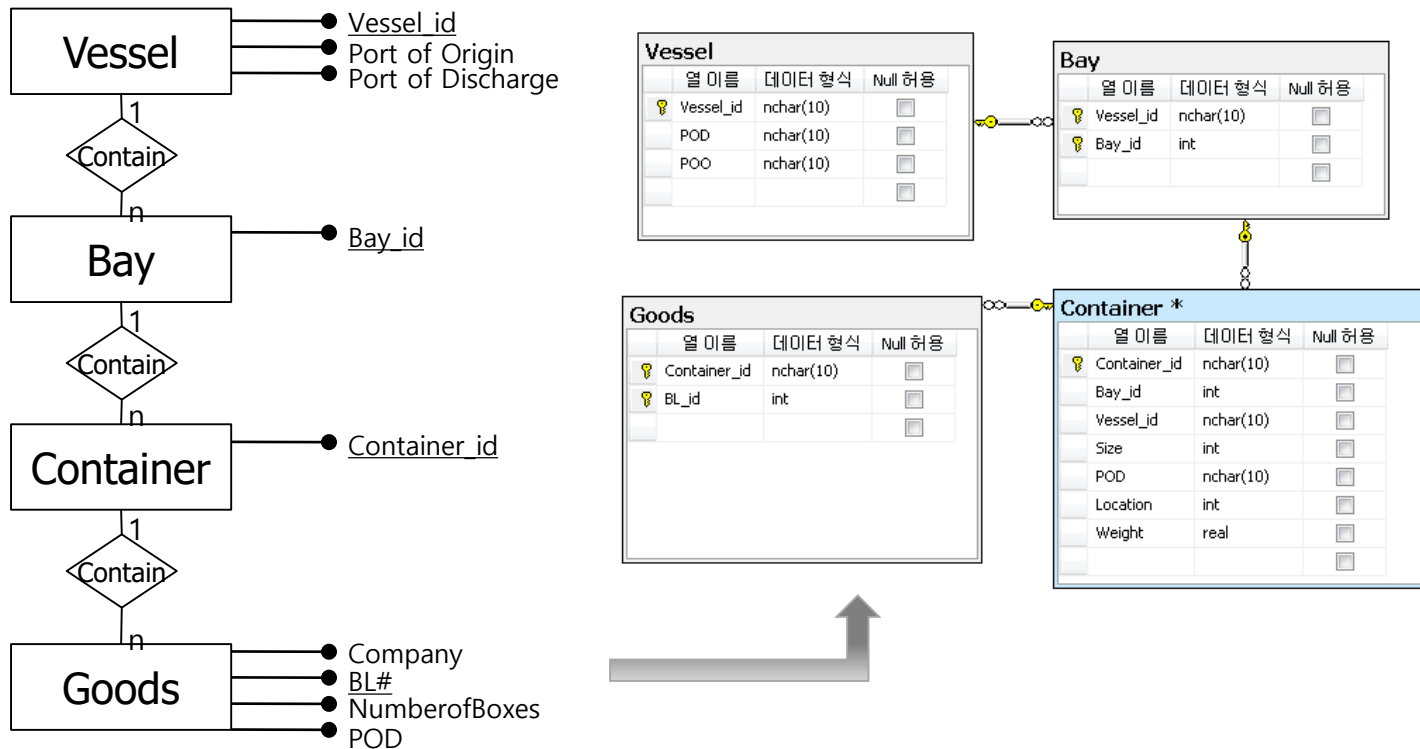 Vessel
Vessel_id
Port of Origin
Port of Discharge
1
Contain
n
Bay
Bay_id
1
Contain
n
Container
Container_id
1
Contain
n
Goods
Company
BL#
NumberofBoxes
POD
Vessel
열 이름 데이터 형식 Null 허용
Vessel_id nchar(10)
POD nchar(10)
POO nchar(10)
Bay
열 이름 데이터 형식 Null 허용
Vessel_id nchar(10)
Bay_id int
Goods
열 이름 데이터 형식 Null 허용
Container_id nchar(10)
BL_id int
Container *
열 이름 데이터 형식 Null 허용
Container_id nchar(10)
Bay_id int
Vessel_id nchar(10)
Size int
POD nchar(10)
Location int
Weight real